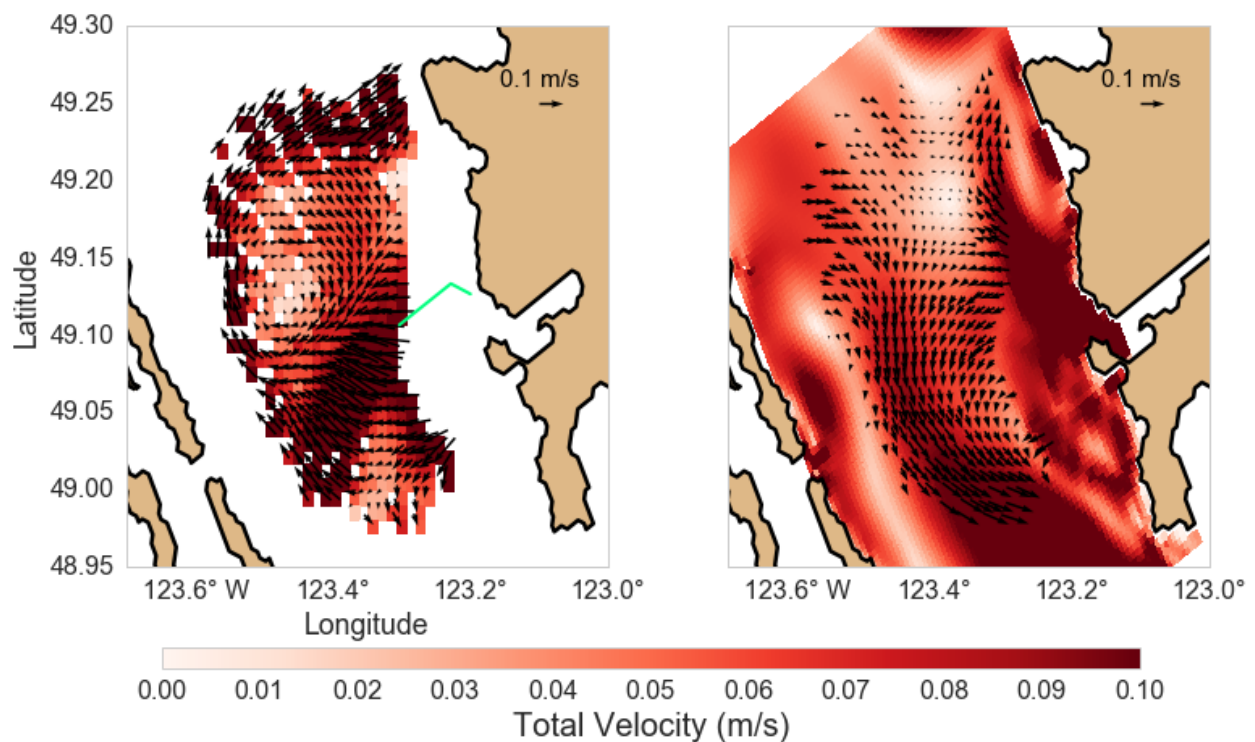 49.30
49.25
49.20
49.15
49.10
49.05
49.00
48.95
Latitude
0.1 m/s
0.1 m/s
123.6° W 123.4° 123.2° 123.0°
123.6° W 123.4° 123.2° 123.0°
Longitude
0.00 0.01 0.02 0.03 0.04 0.05 0.06 0.07 0.08 0.09 0.10
Total Velocity (m/s)